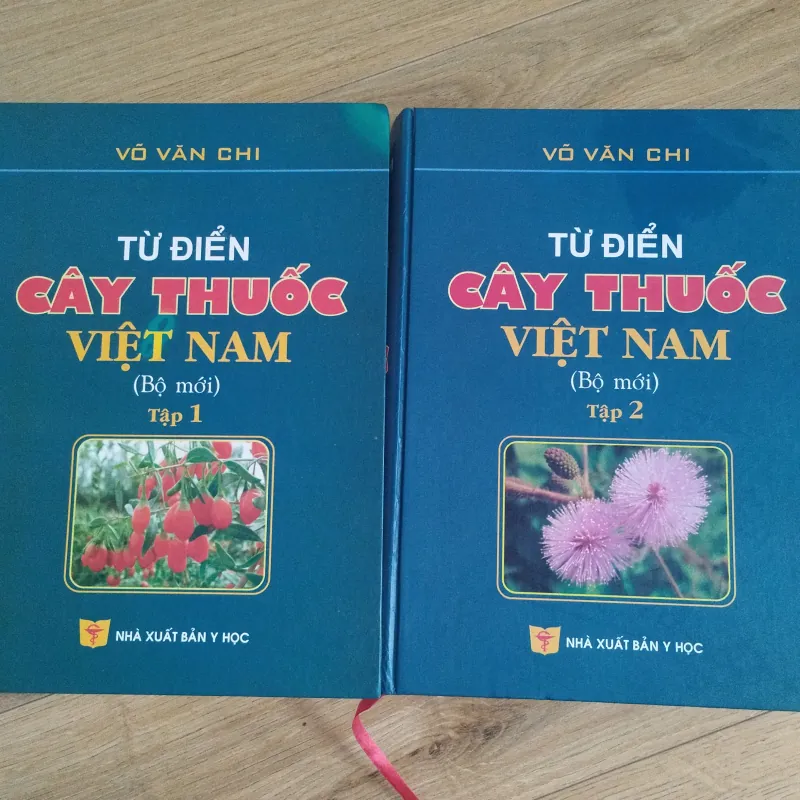 VÕ VĂN CHI
TỪ ĐIỂN
CÂY THUỐC
VIỆT NAM
(Bộ mới)
Tập 1
NHÀ XUẤT BẢN Y HỌC
VÕ VĂN CHI
TỪ ĐIỂN
CÂY THUỐC
VIỆT NAM
(Bộ mới)
Tập 2
NHÀ XUẤT BẢN Y HỌC